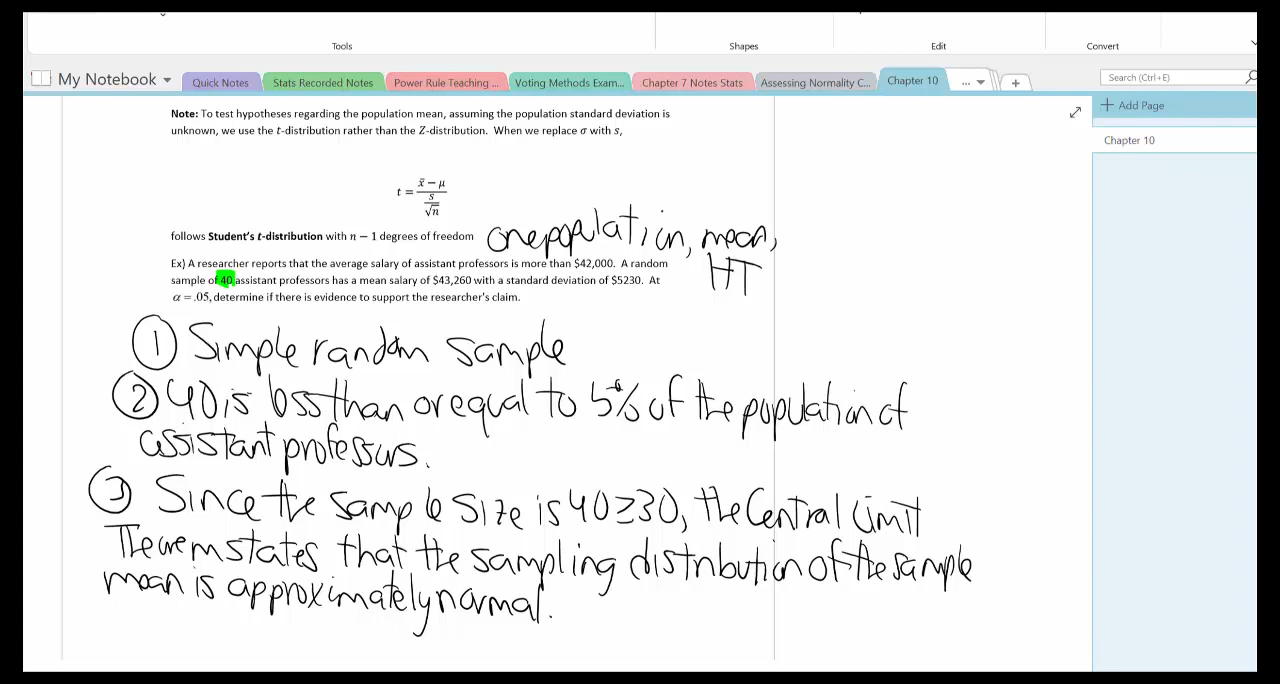 Tools
Shapes
Edit
Convert
My Notebook
Quick Notes
Stats Recorded Notes
Power Rule Teaching ...
Voting Methods Exam...
Chapter 7 Notes Stats
Assessing Normality C...
Chapter 10
...
+
Search (Ctrl+E)
+ Add Page
Chapter 10
Note: To test hypotheses regarding the population mean, assuming the population standard deviation is
unknown, we use the t-distribution rather than the Z-distribution. When we replace σ with s,
t = (x̄ − μ) / (s / √n)
follows Student's t-distribution with n − 1 degrees of freedom
one population, mean,
HT
Ex) A researcher reports that the average salary of assistant professors is more than $42,000. A random
sample of 40 assistant professors has a mean salary of $43,260 with a standard deviation of $5230. At
α = .05, determine if there is evidence to support the researcher's claim.
① Simple random sample
② 40 is less than or equal to 5% of the population of
assistant professors.
③ Since the sample size is 40 ≥ 30, the Central Limit
Theorem states that the sampling distribution of the sample
mean is approximately normal.